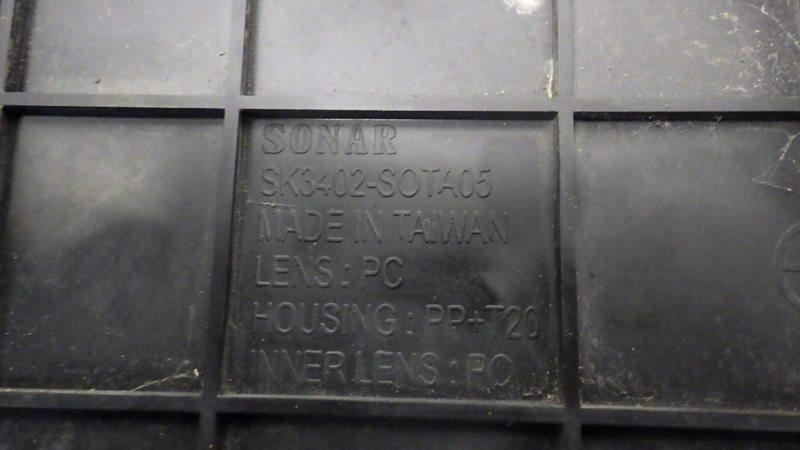 SONAR
SK3402-SOTA05
MADE IN TAIWAN
LENS : PC
HOUSING : PP+T20
INNER LENS : PC